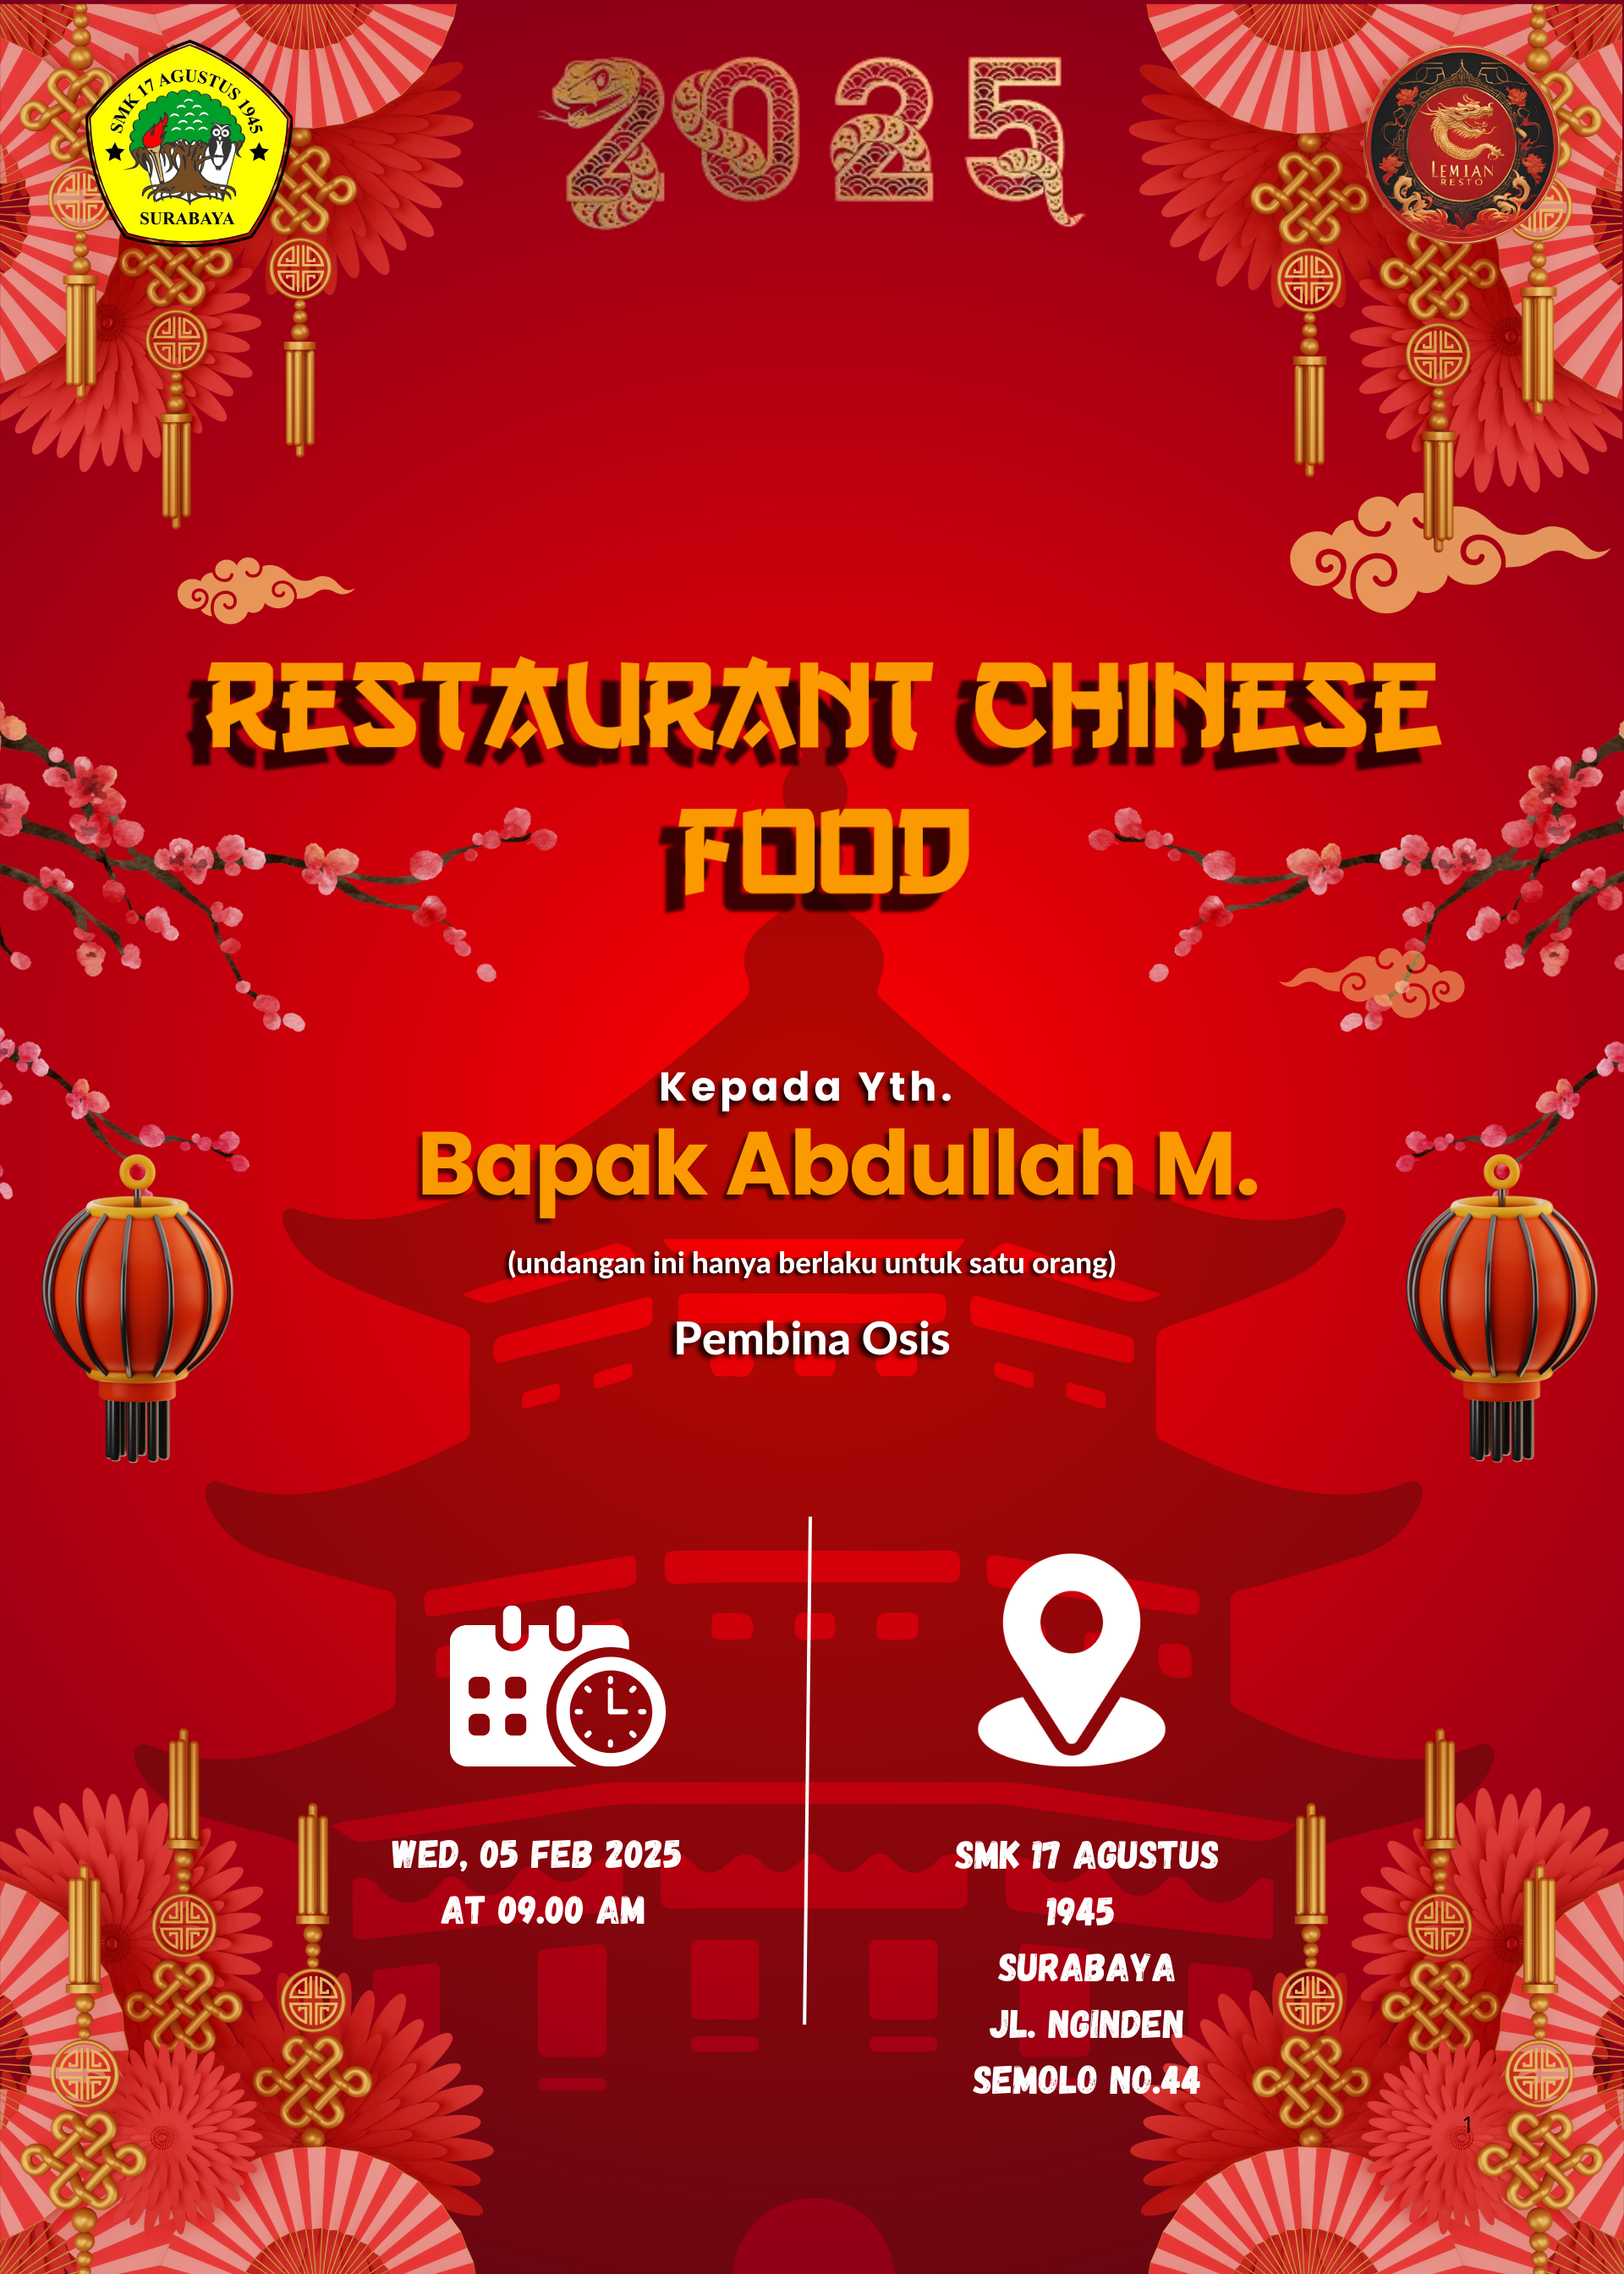 SMK 17 AGUSTUS 1945
SURABAYA
2025
LEMIAN
RESTO
RESTAURANT CHINESE
FOOD
Kepada Yth.
Bapak Abdullah M.
(undangan ini hanya berlaku untuk satu orang)
Pembina Osis
WED, 05 FEB 2025
AT 09.00 AM
SMK 17 AGUSTUS
1945
SURABAYA
JL. NGINDEN
SEMOLO NO.44
1